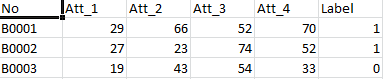 No Att_1 Att_2 Att_3 Att_4 Label
B0001 29 66 52 70 1
B0002 27 23 74 52 1
B0003 19 43 54 33 0